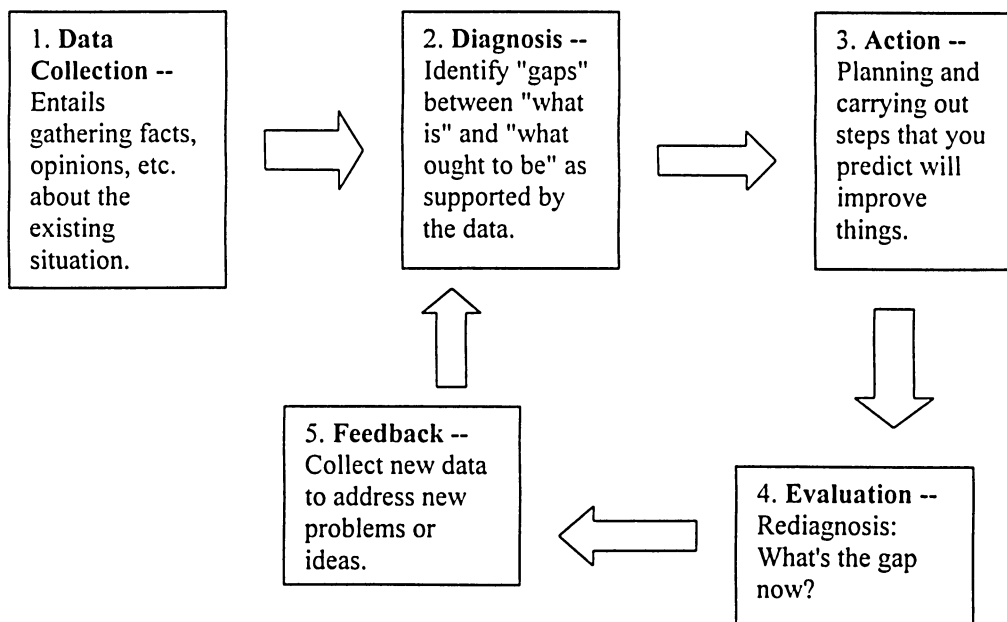 1. Data
Collection --
Entails
gathering facts,
opinions, etc.
about the
existing
situation.
2. Diagnosis --
Identify "gaps"
between "what
is" and "what
ought to be" as
supported by
the data.
3. Action --
Planning and
carrying out
steps that you
predict will
improve
things.
4. Evaluation --
Rediagnosis:
What's the gap
now?
5. Feedback --
Collect new data
to address new
problems or
ideas.